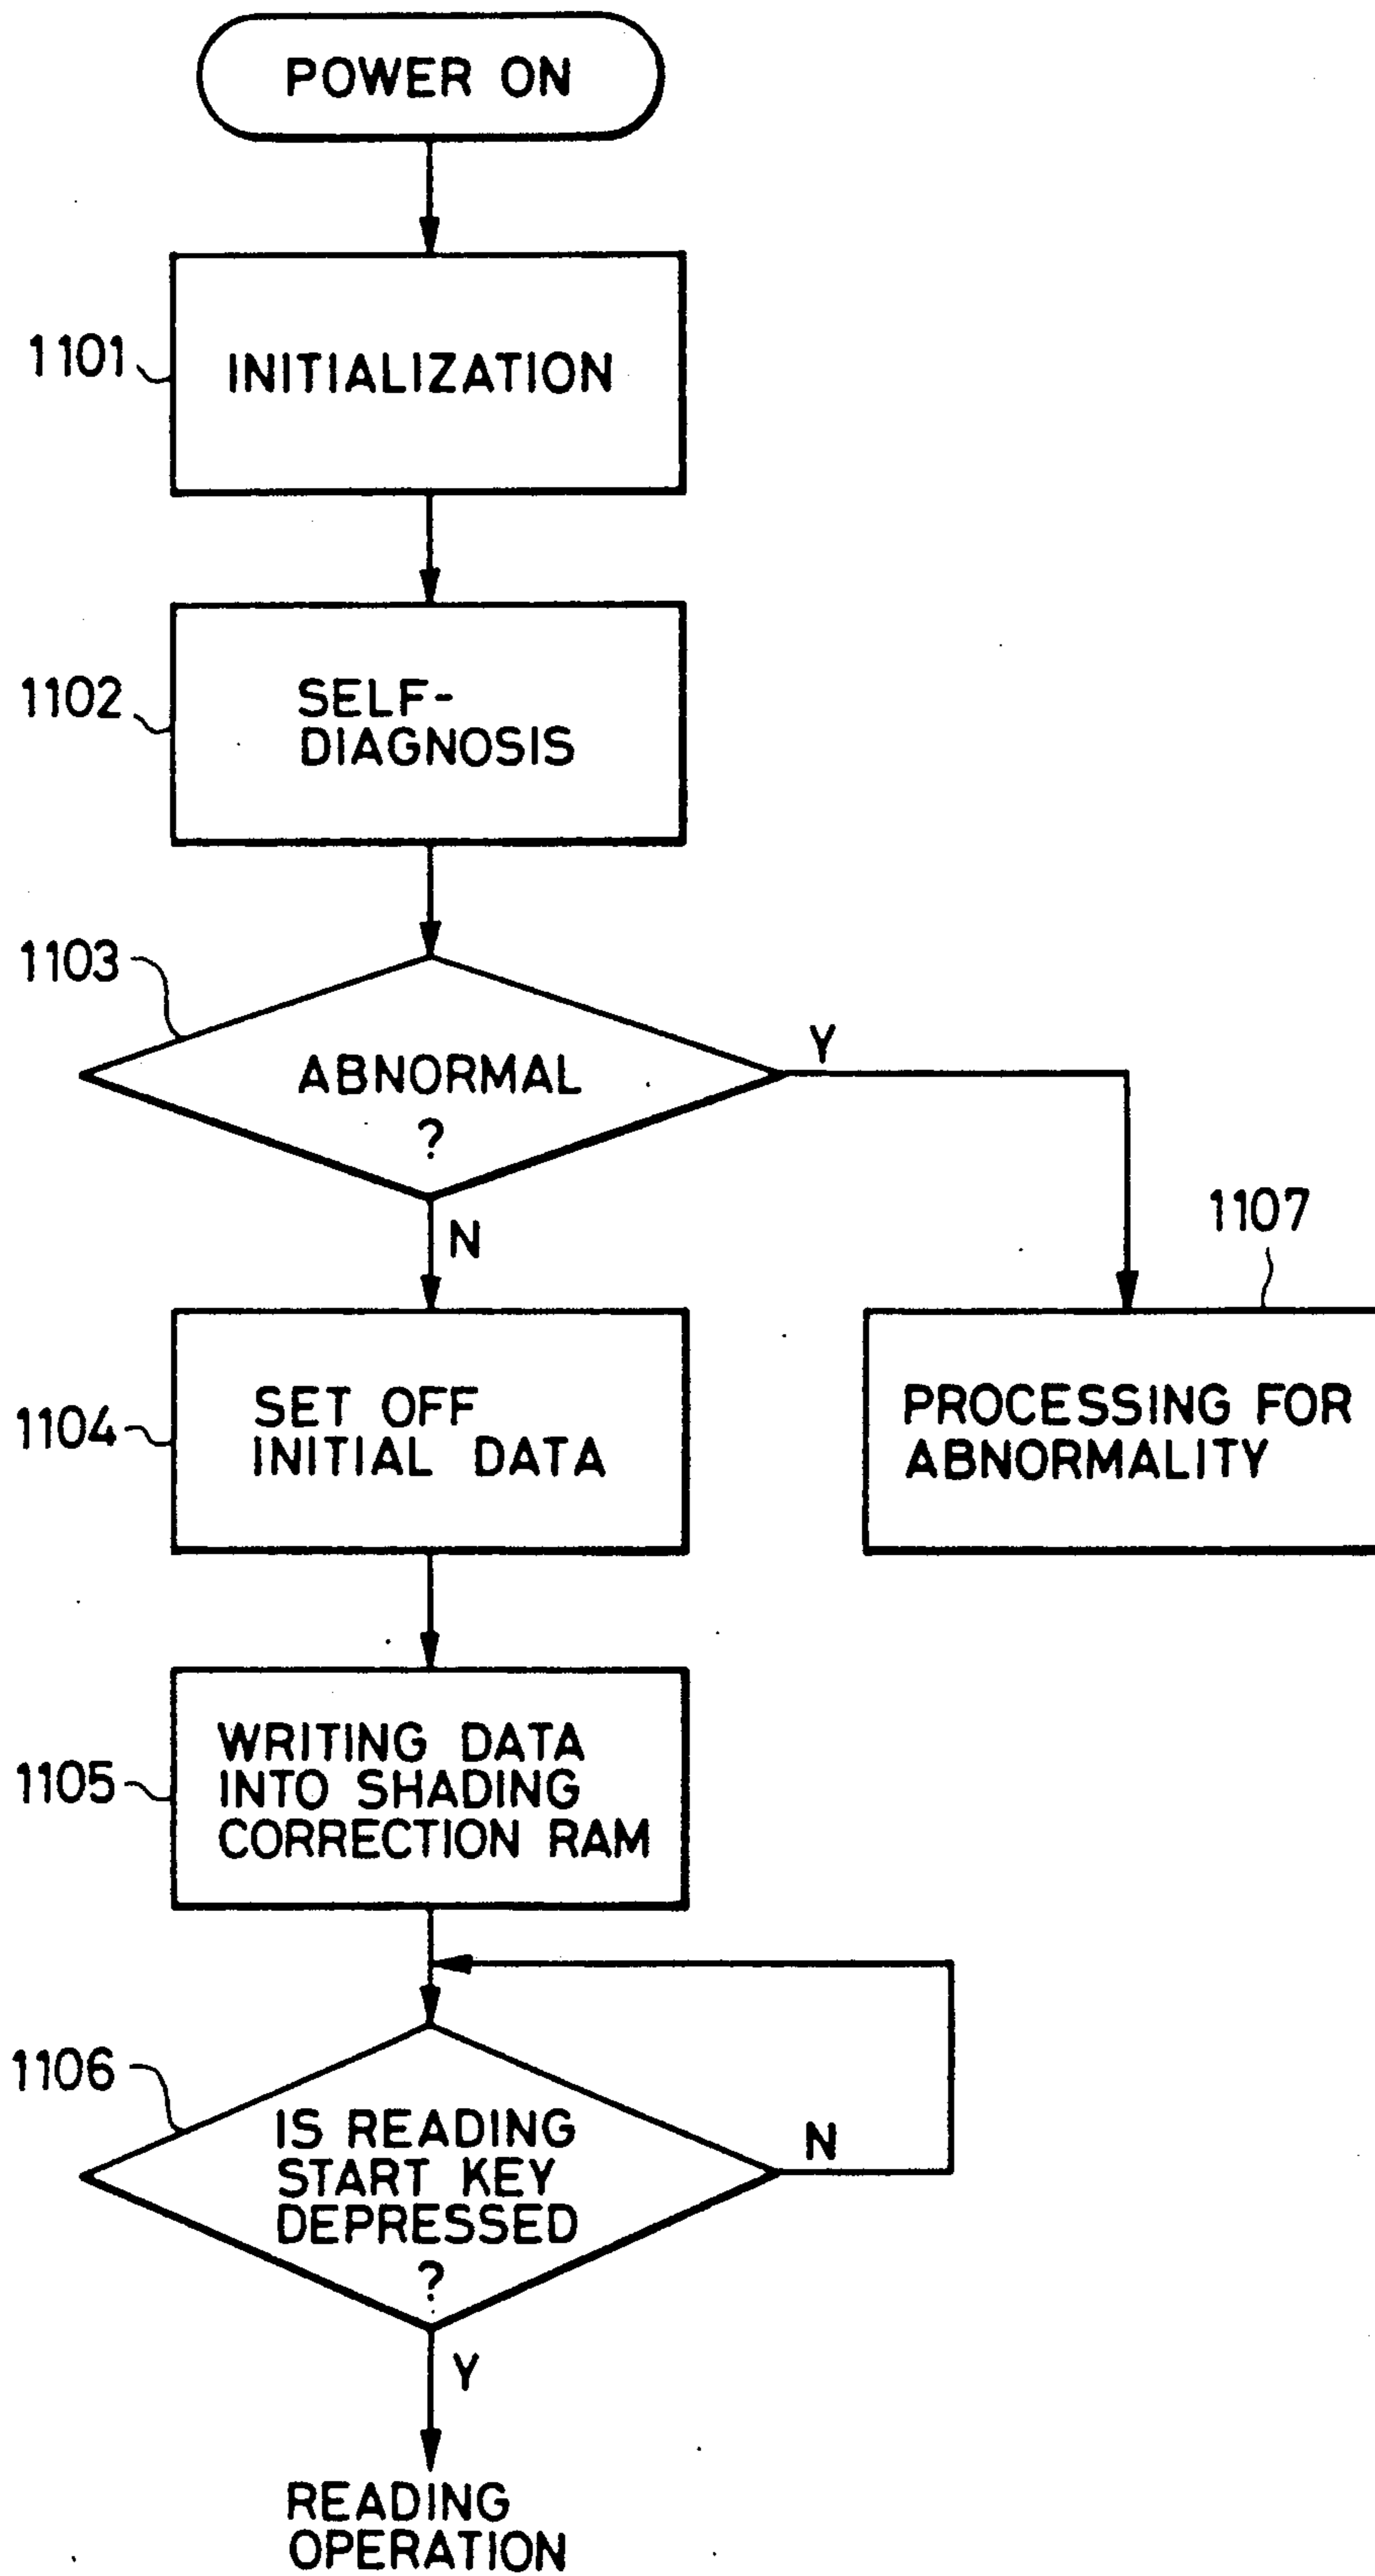 POWER ON
1101
INITIALIZATION
1102
SELF-
DIAGNOSIS
1103
ABNORMAL
?
Y
N
1107
1104
SET OFF
INITIAL DATA
PROCESSING FOR
ABNORMALITY
1105
WRITING DATA
INTO SHADING
CORRECTION RAM
1106
IS READING
START KEY
DEPRESSED
?
N
Y
READING
OPERATION